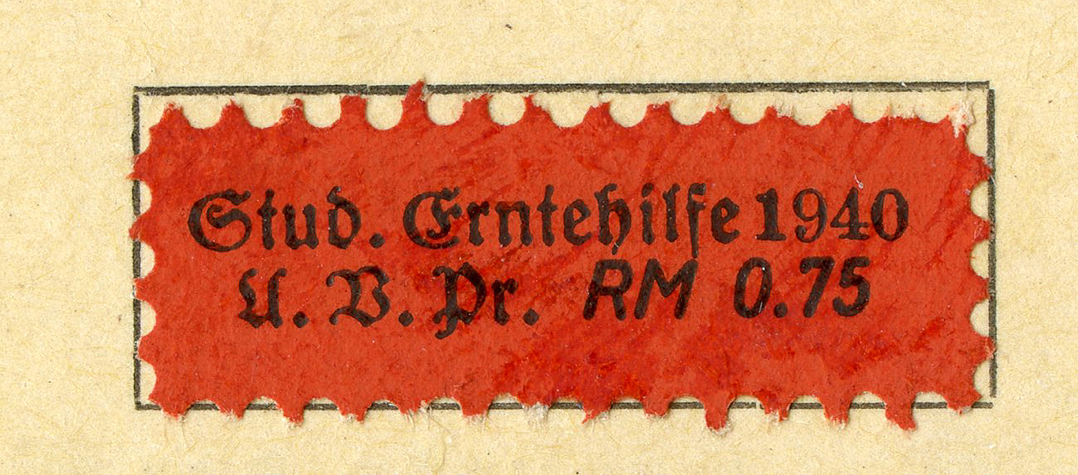 Stud. Erntehilfe 1940
U. V. Pr. RM 0.75